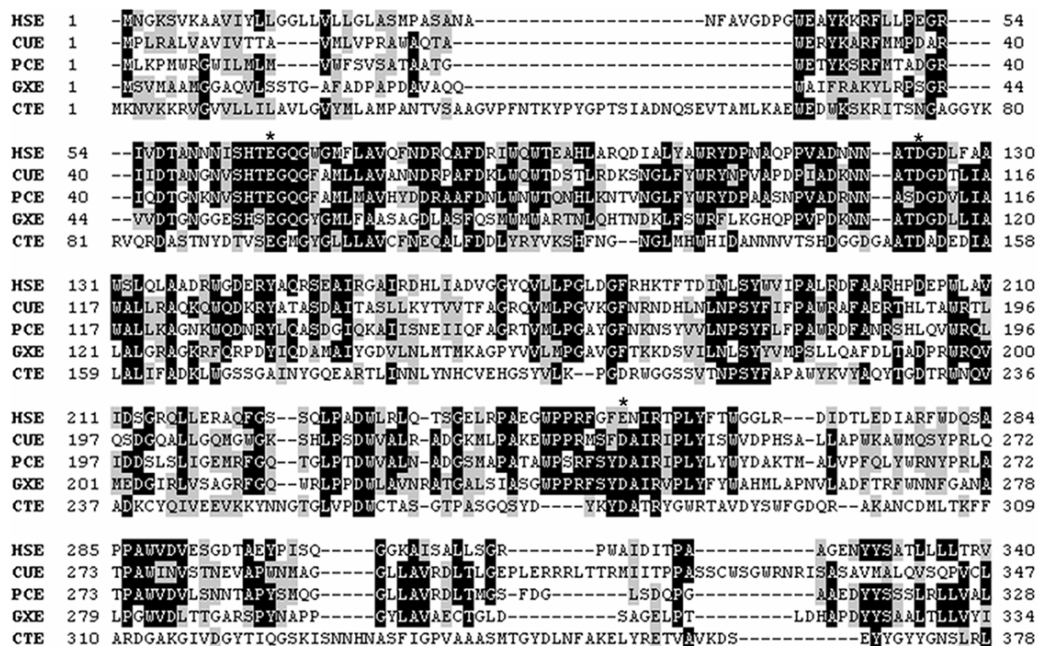 HSE 1 MNGKSVKAAVIYLLGGLLVLLGLASMPASANA---------------------NFAVGDPGWEAYKKRFLLPEGR---- 54
CUE 1 MPLRALVAVIVTTA----VMLVPRAWAQTA-------------------------------WERYKARFMMPDAR---- 40
PCE 1 MLKPMWRGWILMLM----VWFSVSATAATG-------------------------------WETYKSRFMTADGR---- 40
GXE 1 MSVMAAMGGAQVLSSTG-AFADPAPDAVAQQ------------------------------WAIFRAKYLRPSGR---- 44
CTE 1 MKNVKKRVGVVLLILAVLGVYMLAMPANTVSAAGVPFNTKYPYGPTSIADNQSEVTAMLKAEWEDWKSKRITSNGAGGYK 80
* *
HSE 54 --IVDTANNNISHTEGQGWGMFLAVQFNDRQAFDRIWQWTEAHLARQDIALYAWRYDPNAQPPVADNNN--ATDGDLFAA 130
CUE 40 --IIDTANGNVSHTEGQGFAMLLAVANNDRPAFDKLWQWTDSTLRDKSNGLFYWRYNPVAPDPIADKNN--ATDGDTLIA 116
PCE 40 --IQDTGNKNVSHTEGQGFAMLMAVHYDDRAAFDNLWQWTQNHLKNTVNGLFYWRYDPAASNPVADRNN--ASDGDVLIA 116
GXE 44 --VVDTGNGGESHSEGQGYGMLFAASAGDLASFQSMWMWARTNLQHTNDKLFSWRFLKGHQPPVPDKNN--ATDGDLLIA 120
CTE 81 RVQRDASTNYDTVSEGMGYGLLLAVCFNEQALFDDLYRYVKSHFNG--NGLMHWHIDANNNVTSHDGGDGAATDADEDIA 158
HSE 131 WSLQLAADRWGDERYAQRSEAIRGAIRDHLIADVGGYQVLLPGLDGFRHKTFTDINLSYWVIPALRDFAARHPDEPWLAV 210
CUE 117 WALLRAQKQWQDKRYATASDAITASLLKYTVVTFAGRQVMLPGVKGFNRNDHLNLNPSYFIFPAWRAFAERTHLTAWRTL 196
PCE 117 WALLKAGNKWQDNRYLQASDGIQKAIISNEIIQFAGRTVMLPGAYGFNKNSYVVLNPSYFLFPAWRDFANRSHLQVWRQL 196
GXE 121 LALGRAGKRFQRPDYIQDAMAIYGDVLNLMTMKAGPYVVLMPGAVGFTKKDSVILNLSYYVMPSLLQAFDLTADPRWRQV 200
CTE 159 LALIFADKLWGSSGAINYGQEARTLINNLYNHCVEHGSYVLK--PGDRWGGSSVTNPSYFAPAWYKVYAQYTGDTRWNQV 236
*
HSE 211 IDSGRQLLERAQFGS--SQLPADWLRLQ-TSGELRPAEGWPPRFGFENIRTPLYFTWGGLR--DIDTLEDIARFWDQSA 284
CUE 197 QSDGQALLGQMGWGK--SHLPSDWVALR-ADGKMLPAKEWPPRMSFDAIRIPLYISWVDPHSA-LLAPWKAWMQSYPRLQ 272
PCE 197 IDDSLSLIGEMRFGQ--TGLPTDWVALN-ADGSMAPATAWPSRFSYDAIRIPLYLYWYDAKTM-ALVPFQLYWRNYPRLA 272
GXE 201 MEDGIRLVSAGRFGQ--WRLPPDWLAVNRATGALSIASGWPPRFSYDAIRVPLYFYWAHMLAPNVLADFTRFWNNFGANA 278
CTE 237 ADKCYQIVEEVKKYNNGTGLVPDWCTAS-GTPASGQSYD----YKYDATRYGWRTAVDYSWFGDQR-AKANCDMLTKFF 309
HSE 285 PPAWVDVESGDTAEYPISQ-----GGKAISALLSGR--------PWAIDITPA------AGENYYSATLLLLTRV 340
CUE 273 TPAWINVSTNEVAPWNMAG-----GLLAVRDLTLGEPLERRRLTTRMIITPPASSCWSGWRNRISASAVMALQVSQPVCL 347
PCE 273 TPAWVDVLSNNTAPYSMQG-----GLLAVRDLTMGS-FDG-----LSDQPG--------AAEDYYSSSLRLLVAL 328
GXE 279 LPGWVDLTTGARSPYNAPP-----GYLAVAECTGLD--------SAGELPT-------LDHAPDYYSAALTLLVYI 334
CTE 310 ARDGAKGIVDGYTIQGSKISNNHNASFIGPVAAASMTGYDLNFAKELYRETVAVKDS---------EYYGYYGNSLRLL 378